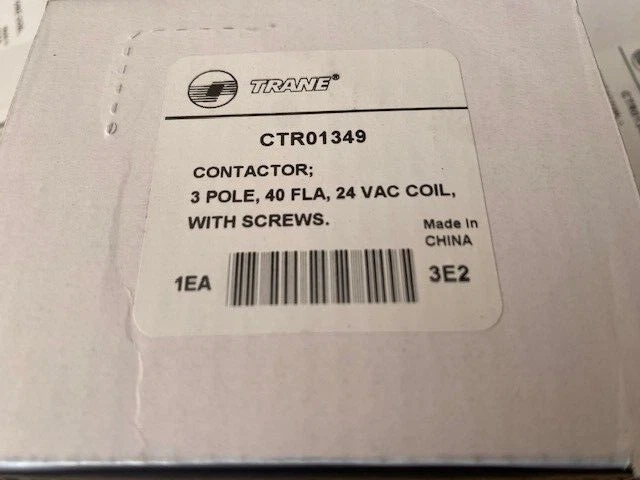 TRANE®
CTR01349
CONTACTOR;
3 POLE, 40 FLA, 24 VAC COIL,
WITH SCREWS.
Made in
CHINA
1EA
3E2